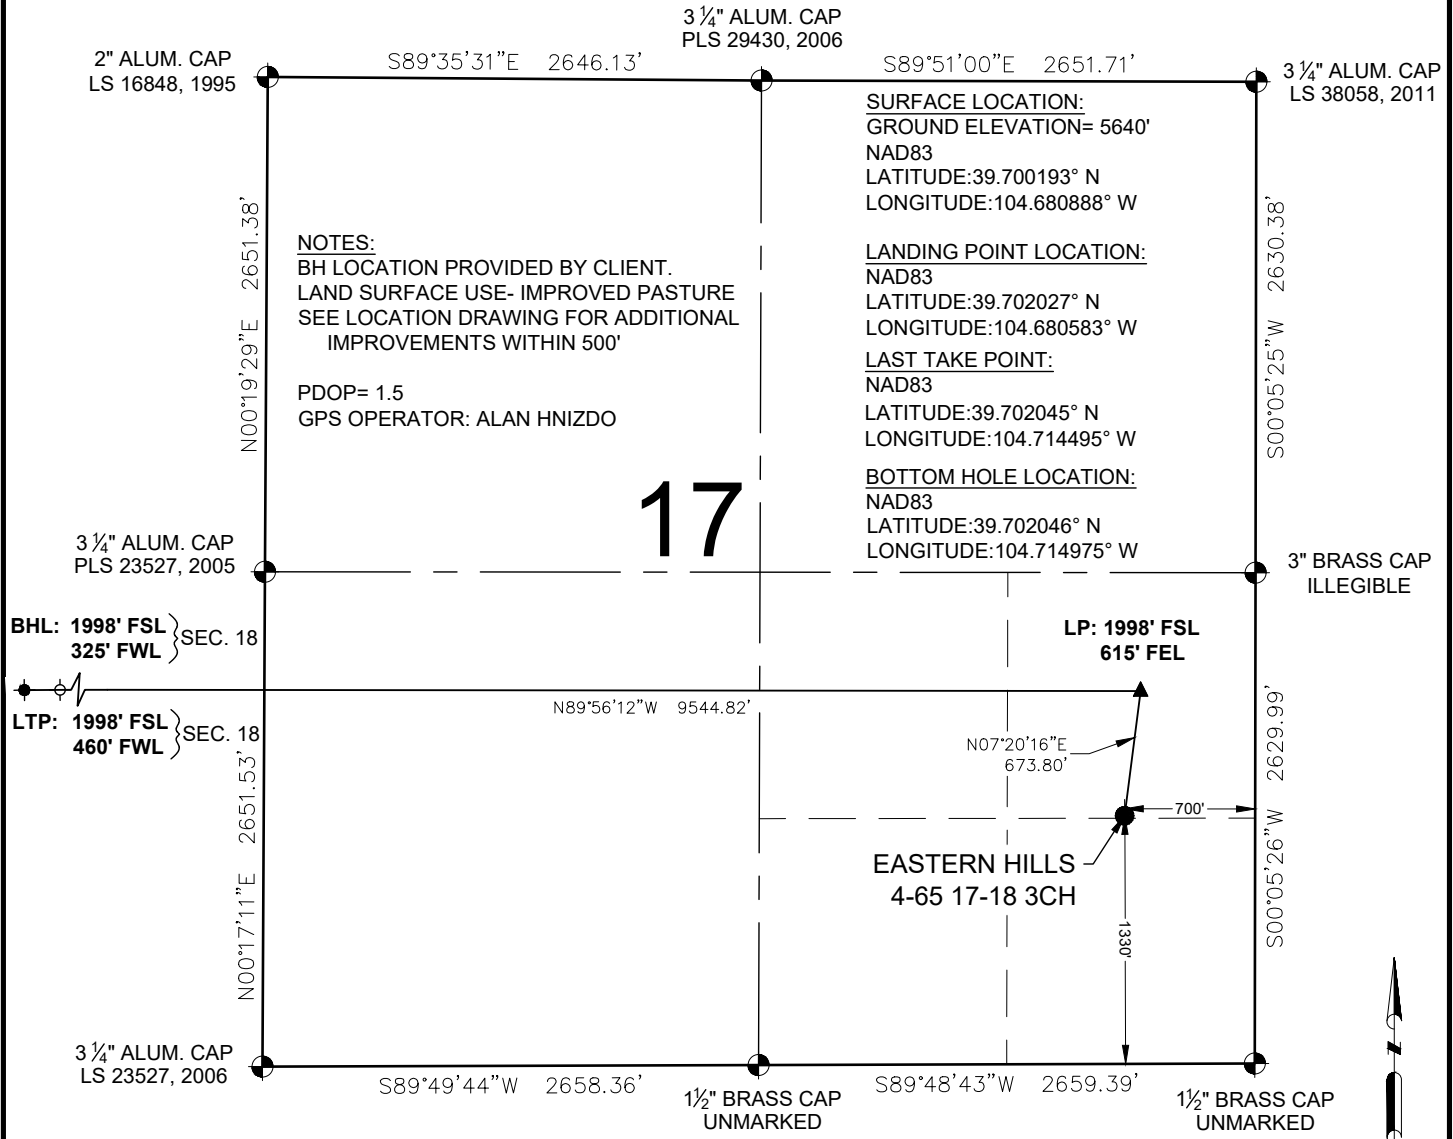 3 ¼" ALUM. CAP
PLS 29430, 2006
2" ALUM. CAP
LS 16848, 1995
S89°35'31"E 2646.13'
S89°51'00"E 2651.71'
3 ¼" ALUM. CAP
LS 38058, 2011
SURFACE LOCATION:
GROUND ELEVATION= 5640'
NAD83
LATITUDE:39.700193° N
LONGITUDE:104.680888° W
LANDING POINT LOCATION:
NAD83
LATITUDE:39.702027° N
LONGITUDE:104.680583° W
LAST TAKE POINT:
NAD83
LATITUDE:39.702045° N
LONGITUDE:104.714495° W
BOTTOM HOLE LOCATION:
NAD83
LATITUDE:39.702046° N
LONGITUDE:104.714975° W
NOTES:
BH LOCATION PROVIDED BY CLIENT.
LAND SURFACE USE- IMPROVED PASTURE
SEE LOCATION DRAWING FOR ADDITIONAL
IMPROVEMENTS WITHIN 500'
PDOP= 1.5
GPS OPERATOR: ALAN HNIZDO
N00°19'29"E 2651.38'
S00°05'25"W 2630.38'
17
3 ¼" ALUM. CAP
PLS 23527, 2005
3" BRASS CAP
ILLEGIBLE
BHL: 1998' FSL
325' FWL
SEC. 18
LTP: 1998' FSL
460' FWL
SEC. 18
LP: 1998' FSL
615' FEL
N89°56'12"W 9544.82'
N07°20'16"E
673.80'
700'
EASTERN HILLS
4-65 17-18 3CH
1330'
N00°17'11"E 2651.53'
S00°05'26"W 2629.99'
3 ¼" ALUM. CAP
LS 23527, 2006
S89°49'44"W 2658.36'
S89°48'43"W 2659.39'
1½" BRASS CAP
UNMARKED
1½" BRASS CAP
UNMARKED
N